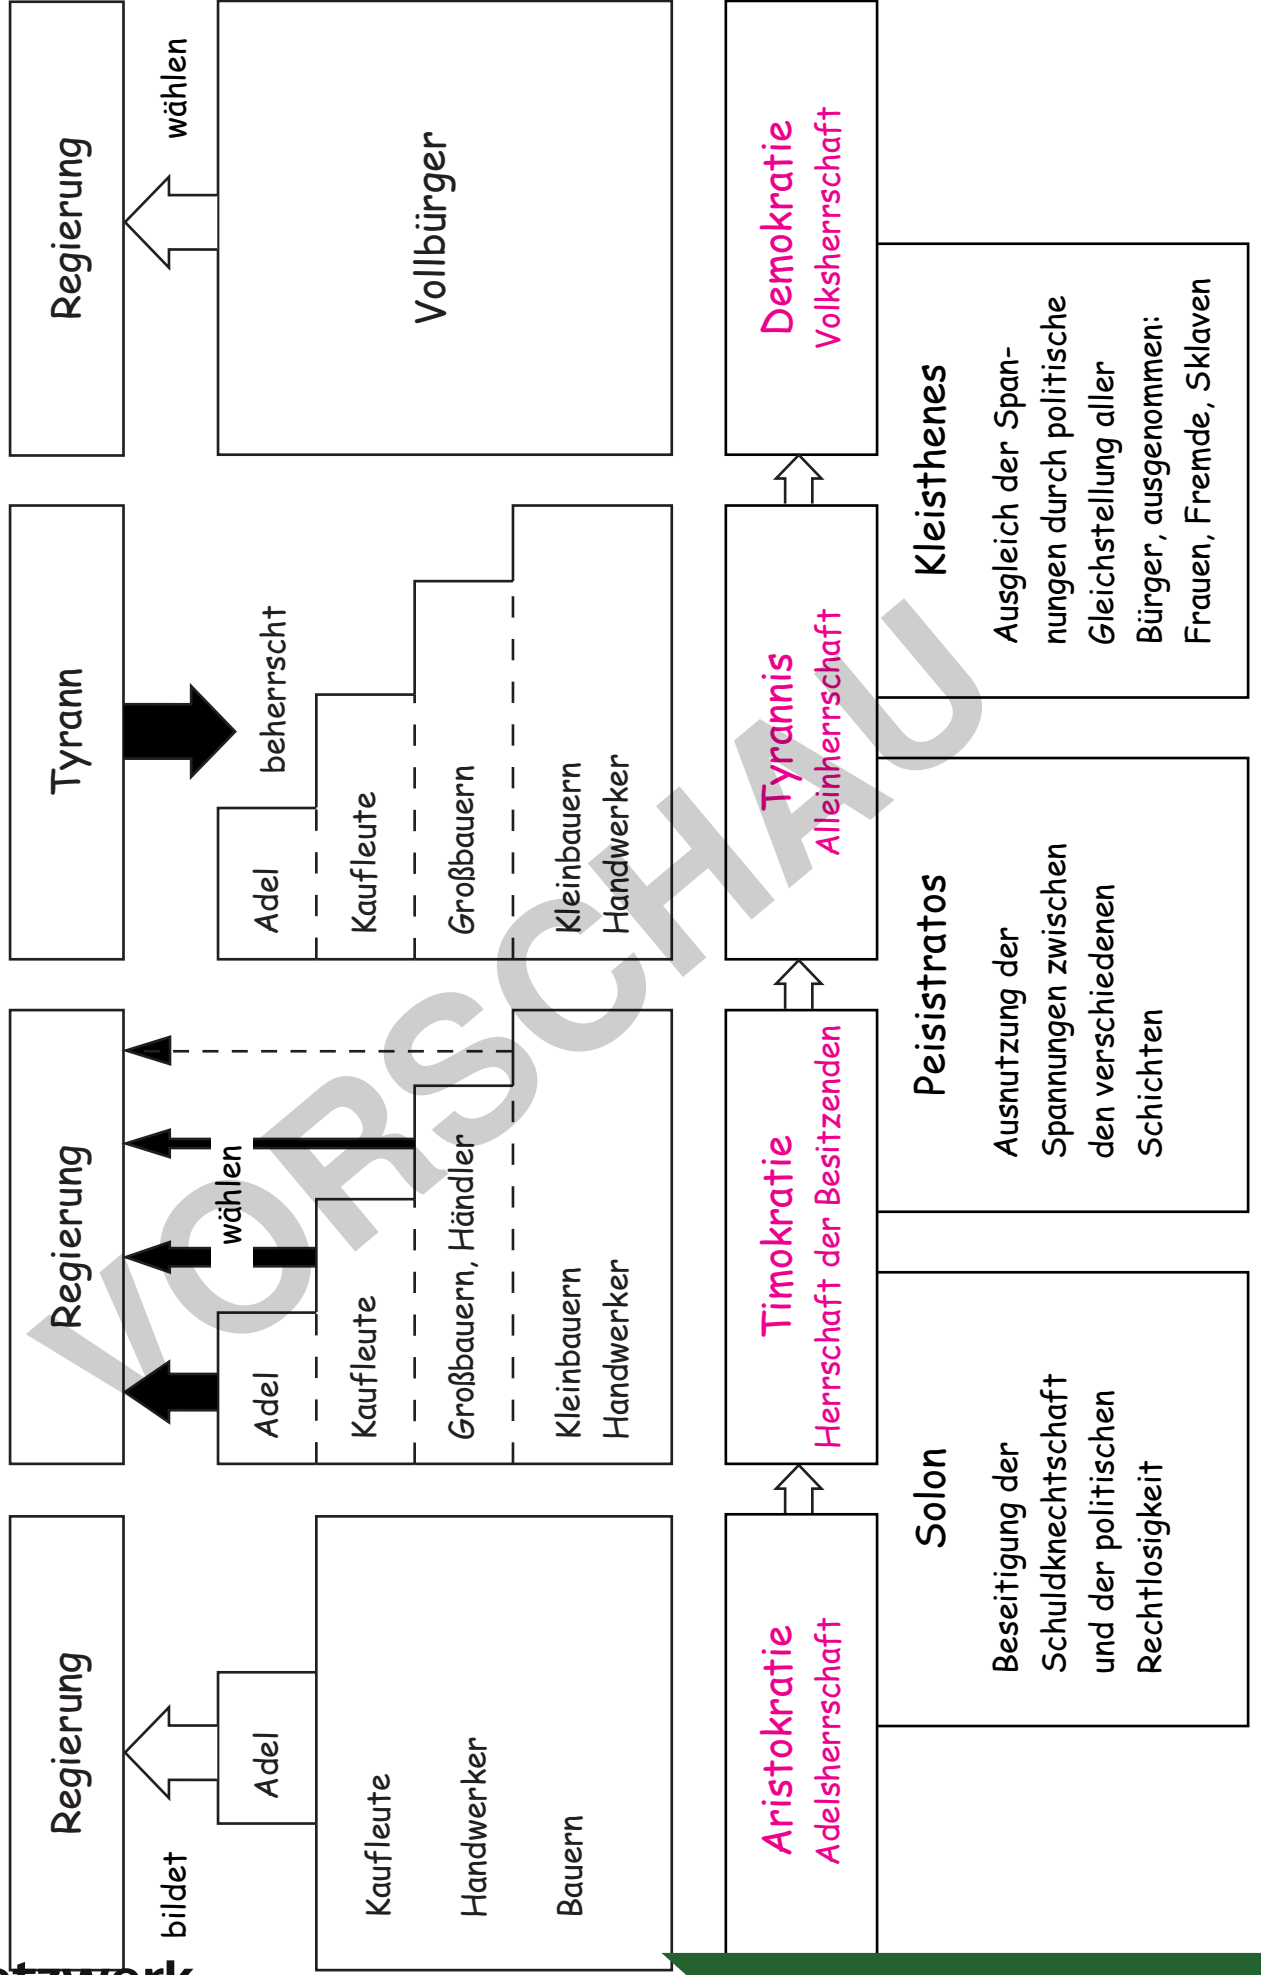 Regierung
bildet
Adel
Kaufleute
Handwerker
Bauern
Regierung
wählen
Adel
Kaufleute
Großbauern, Händler
Kleinbauern
Handwerker
Tyrann
beherrscht
Adel
Kaufleute
Großbauern
Kleinbauern
Handwerker
Regierung
wählen
Vollbürger
Aristokratie
Adelsherrschaft
Timokratie
Herrschaft der Besitzenden
Tyrannis
Alleinherrschaft
Demokratie
Volksherrschaft
Solon
Beseitigung der
Schuldknechtschaft
und der politischen
Rechtlosigkeit
Peisistratos
Ausnutzung der
Spannungen zwischen
den verschiedenen
Schichten
Kleisthenes
Ausgleich der Span-
nungen durch politische
Gleichstellung aller
Bürger, ausgenommen:
Frauen, Fremde, Sklaven
VORSCHAU